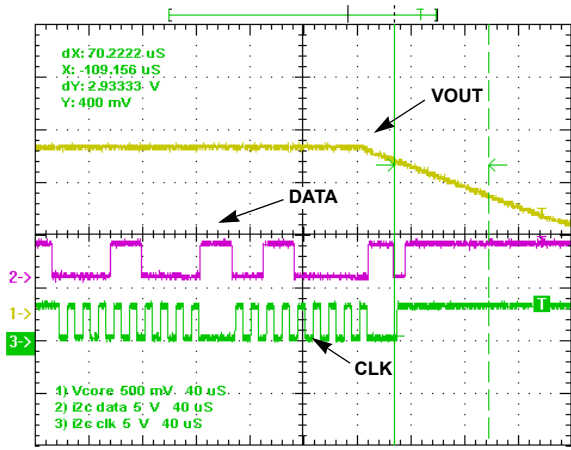 T
dX: 70.2222 uS
X: -109.156 uS
dY: 2.93333 V
Y: 400 mV
VOUT
T
DATA
T
2->
1->
T
3->
CLK
1) Vcore 500 mV 40 uS
2) i2c data 5 V 40 uS
3) i2c clk 5 V 40 uS